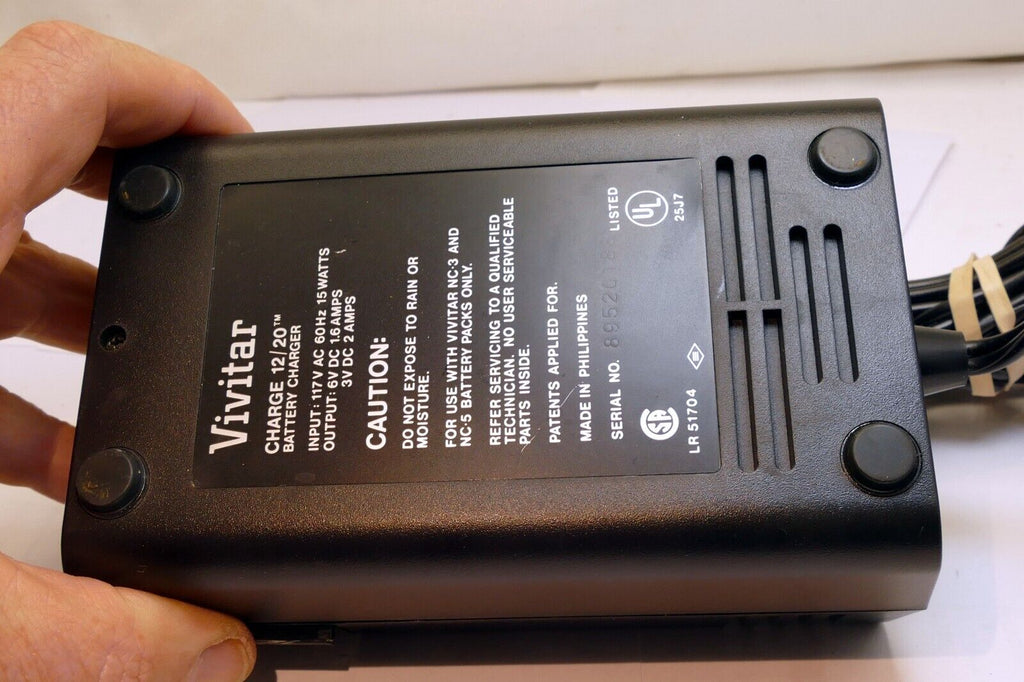 Vivitar
CHARGE 12/20™
BATTERY CHARGER
INPUT: 117 V AC 60Hz 15 WATTS
OUTPUT: 6V DC 1.6 AMPS
3V DC 2 AMPS
CAUTION:
DO NOT EXPOSE TO RAIN OR
MOISTURE.
FOR USE WITH VIVITAR NC-3 AND
NC-5 BATTERY PACKS ONLY.
REFER SERVICING TO A QUALIFIED
TECHNICIAN. NO USER SERVICEABLE
PARTS INSIDE.
PATENTS APPLIED FOR.
MADE IN PHILIPPINES
SERIAL NO.
LISTED
UL
25J7
SA
LR 51704